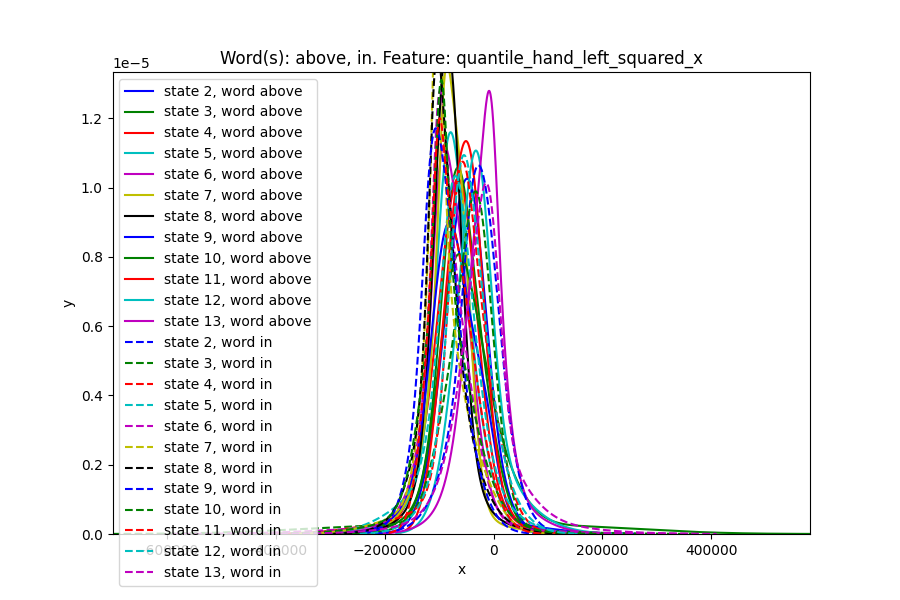 Word(s): above, in. Feature: quantile_hand_left_squared_x
1e−5
1.2
1.0
0.8
0.6
0.4
0.2
0.0
y
state 2, word above
state 3, word above
state 4, word above
state 5, word above
state 6, word above
state 7, word above
state 8, word above
state 9, word above
state 10, word above
state 11, word above
state 12, word above
state 13, word above
state 2, word in
state 3, word in
state 4, word in
state 5, word in
state 6, word in
state 7, word in
state 8, word in
state 9, word in
state 10, word in
state 11, word in
state 12, word in
state 13, word in
−600000 −400000 −200000 0 200000 400000
x